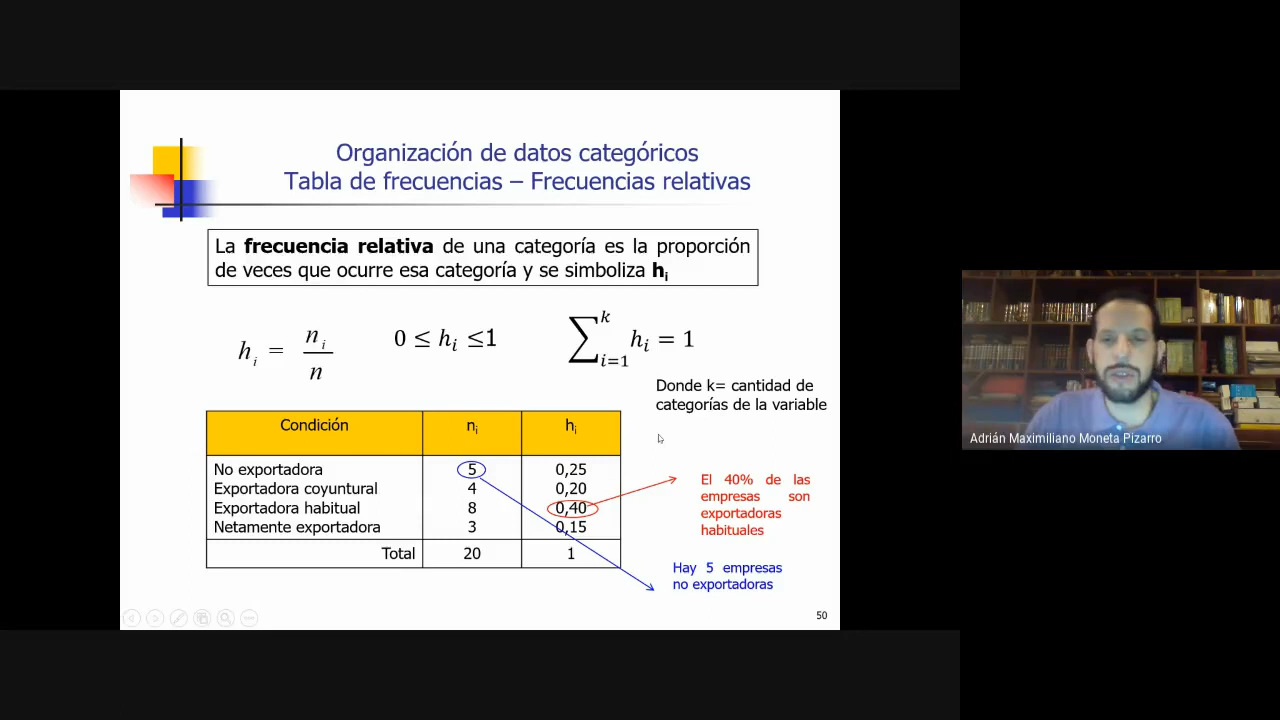 Organización de datos categóricos
Tabla de frecuencias – Frecuencias relativas
La frecuencia relativa de una categoría es la proporción
de veces que ocurre esa categoría y se simboliza hi
hi = ni / n
0 ≤ hi ≤1
∑ k i=1 hi = 1
Donde k= cantidad de
categorías de la variable
Condición ni hi
No exportadora 5 0,25
Exportadora coyuntural 4 0,20
Exportadora habitual 8 0,40
Netamente exportadora 3 0,15
Total 20 1
El 40% de las
empresas son
exportadoras
habituales
Hay 5 empresas
no exportadoras
50
Adrián Maximiliano Moneta Pizarro